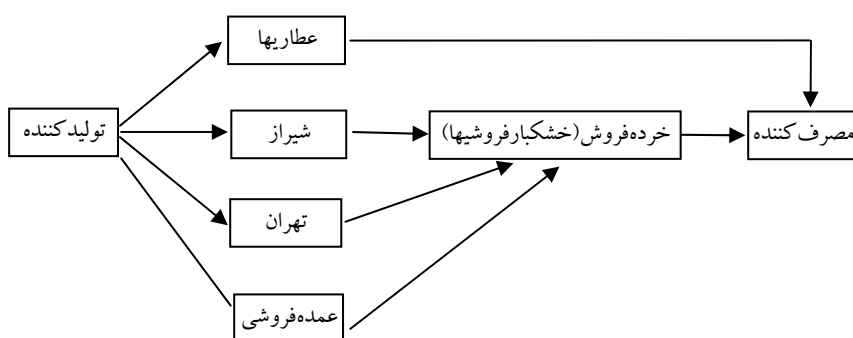 عطاریها
تولیدکننده
شیراز
خرده‌فروش(خشکبارفروشیها)
مصرف‌کننده
تهران
عمده‌فروشی